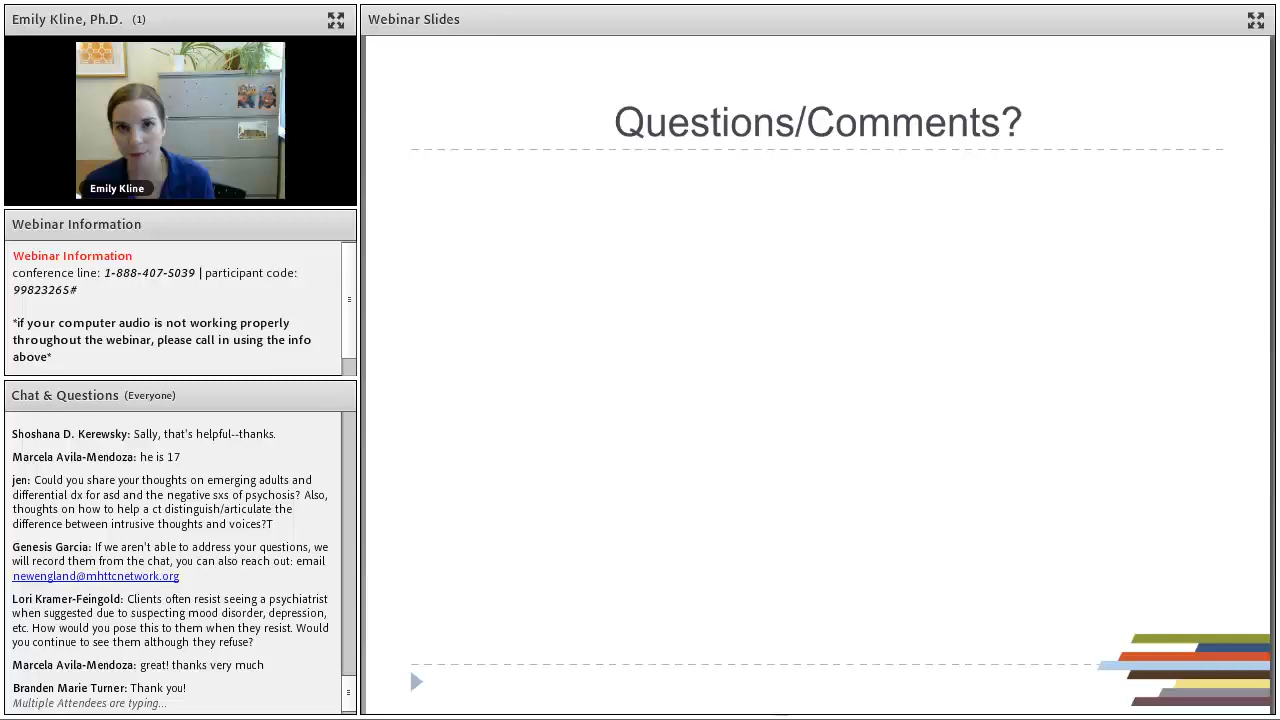 Emily Kline, Ph.D. (1)
Emily Kline
Webinar Information
Webinar Information
conference line: 1-888-407-5039 | participant code:
99823265#
*if your computer audio is not working properly
throughout the webinar, please call in using the info
above*
Chat & Questions (Everyone)
Shoshana D. Kerewsky: Sally, that's helpful--thanks.
Marcela Avila-Mendoza: he is 17
jen: Could you share your thoughts on emerging adults and
differential dx for asd and the negative sxs of psychosis? Also,
thoughts on how to help a ct distinguish/articulate the
difference between intrusive thoughts and voices?T
Genesis Garcia: If we aren't able to address your questions, we
will record them from the chat, you can also reach out: email
newengland@mhttcnetwork.org
Lori Kramer-Feingold: Clients often resist seeing a psychiatrist
when suggested due to suspecting mood disorder, depression,
etc. How would you pose this to them when they resist. Would
you continue to see them although they refuse?
Marcela Avila-Mendoza: great! thanks very much
Branden Marie Turner: Thank you!
Multiple Attendees are typing...
Webinar Slides
Questions/Comments?